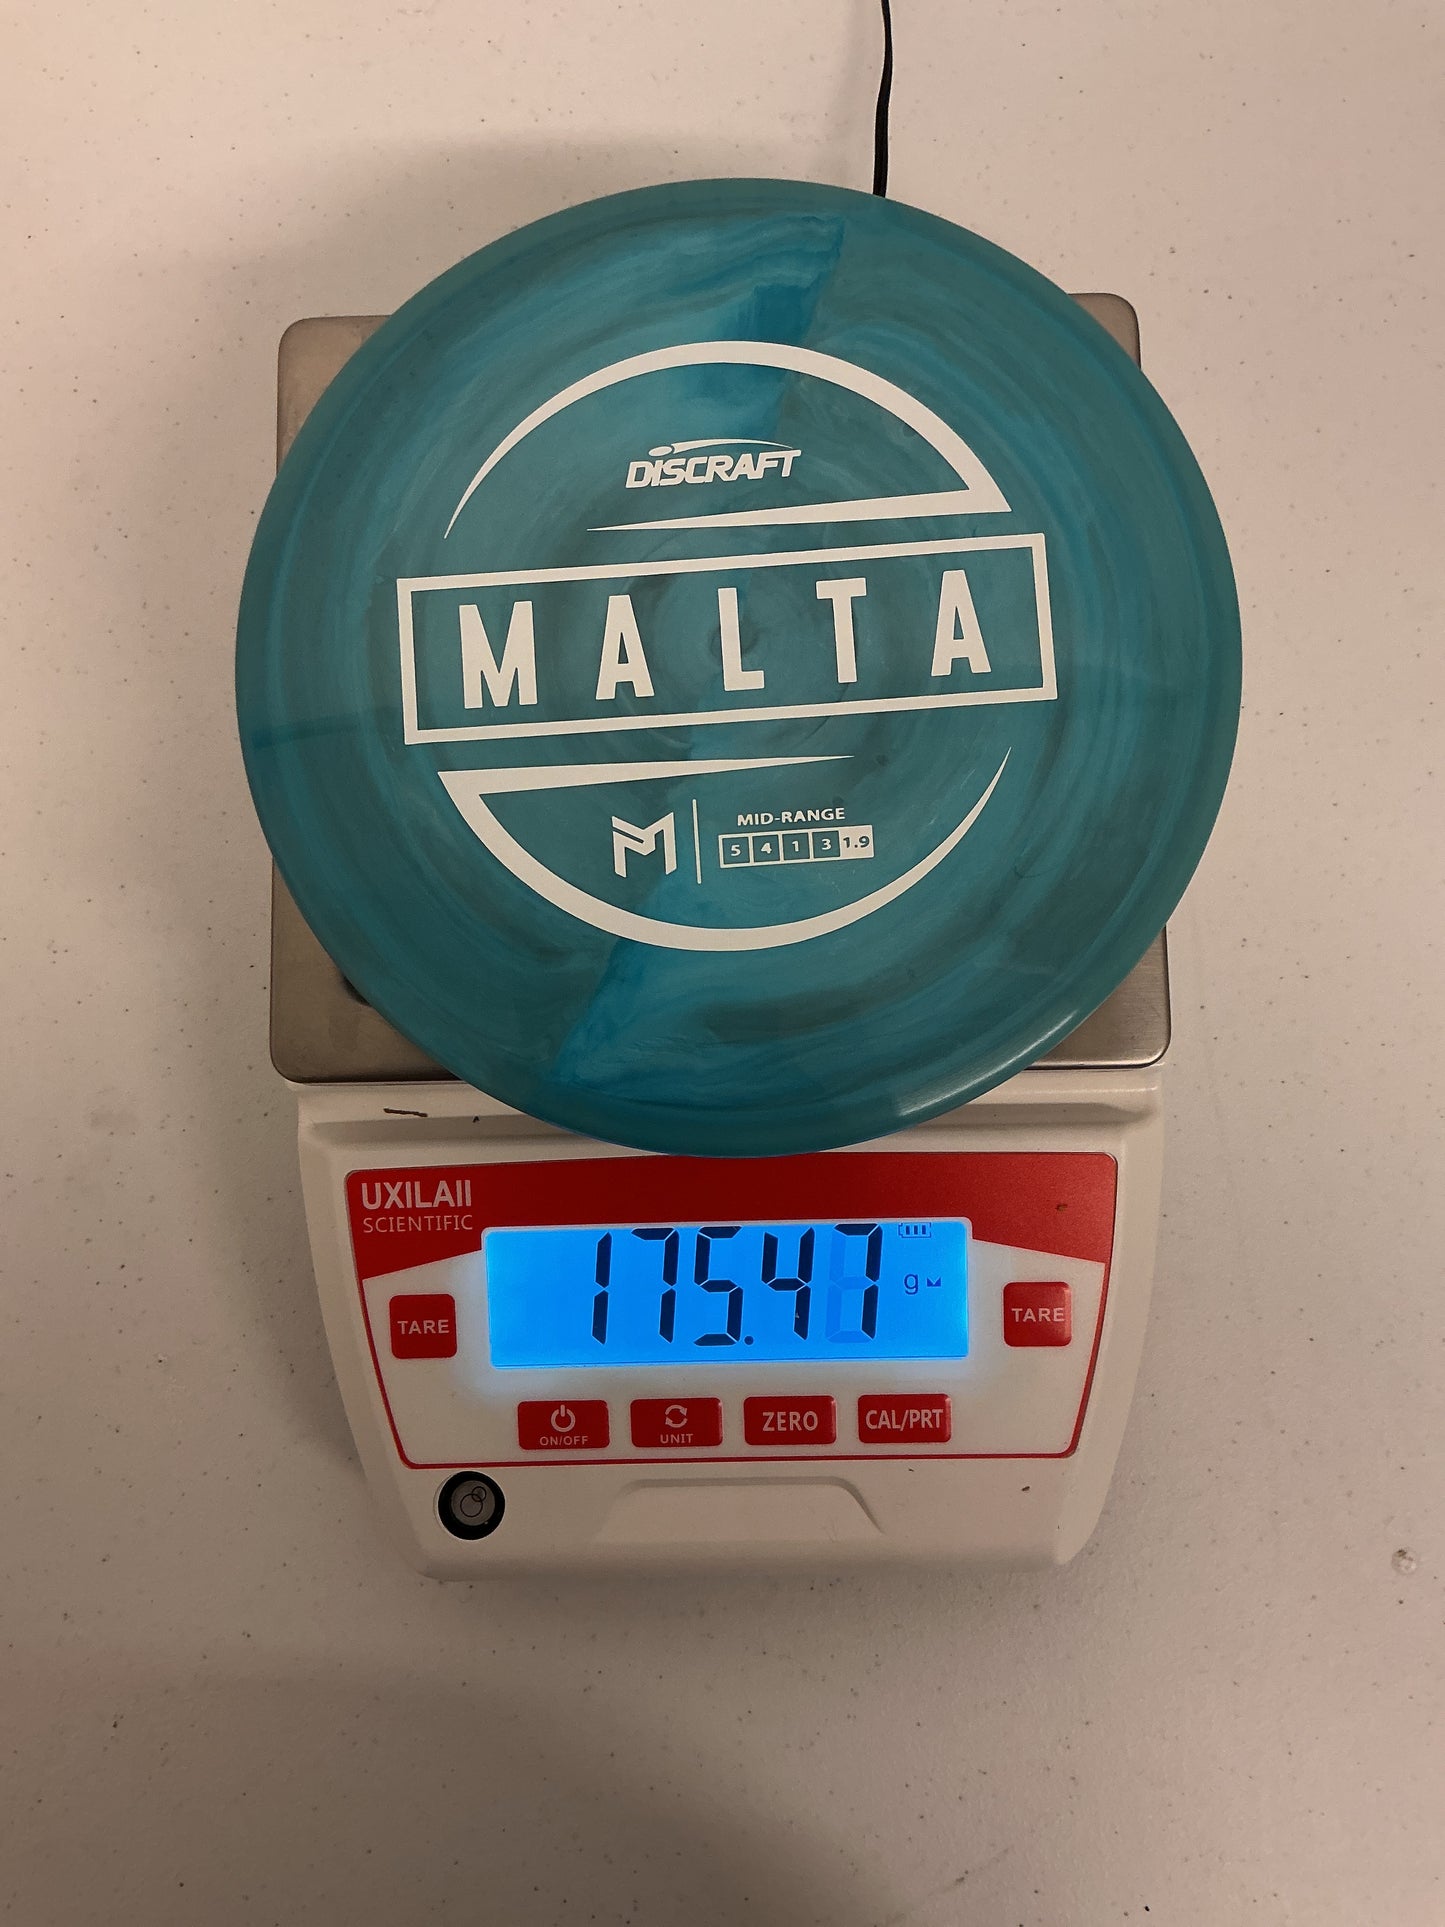 DISCRAFT
MALTA
PM
MID-RANGE
5 4 1 3 1.9
UXILAII
SCIENTIFIC
175.47 g
TARE
TARE
ON/OFF
UNIT
ZERO
CAL/PRT